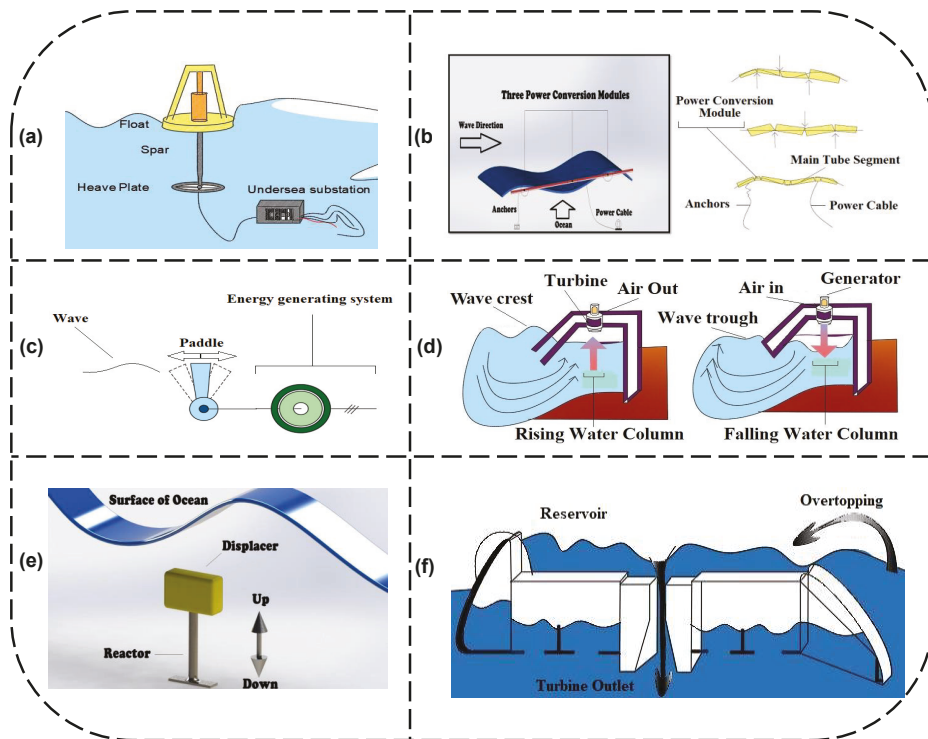 (a)
Float
Spar
Heave Plate
Undersea substation
(b)
Three Power Conversion Modules
Wave Direction
Anchors
Ocean
Power Cable
Power Conversion
Module
Main Tube Segment
Anchors
Power Cable
(c)
Wave
Paddle
Energy generating system
(d)
Wave crest
Turbine
Air Out
Rising Water Column
Generator
Air in
Wave trough
Falling Water Column
(e)
Surface of Ocean
Displacer
Up
Reactor
Down
(f)
Reservoir
Overtopping
Turbine Outlet